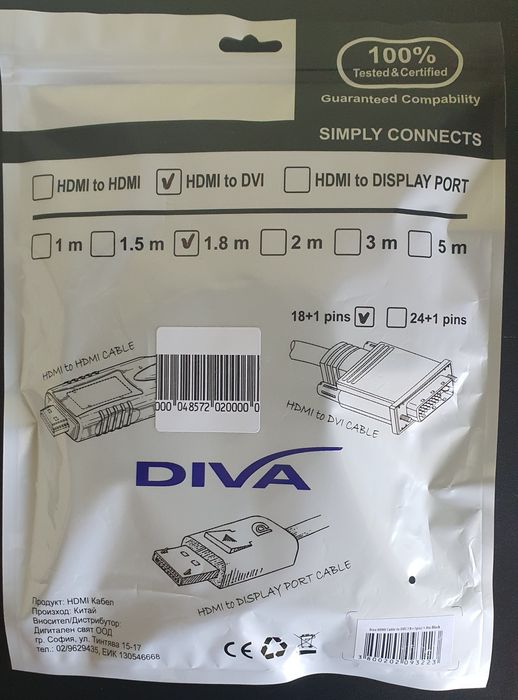 100%
Tested & Certified
Guaranteed Compability
SIMPLY CONNECTS
HDMI to HDMI HDMI to DVI HDMI to DISPLAY PORT
1 m 1.5 m 1.8 m 2 m 3 m 5 m
18+1 pins 24+1 pins
HDMI to HDMI CABLE
000 048572 020000 0
HDMI to DVI CABLE
DIVA
HDMI to DISPLAY PORT CABLE
Продукт: HDMI Кабел
Произход: Китай
Вносител/Дистрибутор:
Дигитален свят ООД
гр. София, ул. Тинтява 15-17
тел.: 02/9629435, ЕИК 130546668
CE
3800202093223